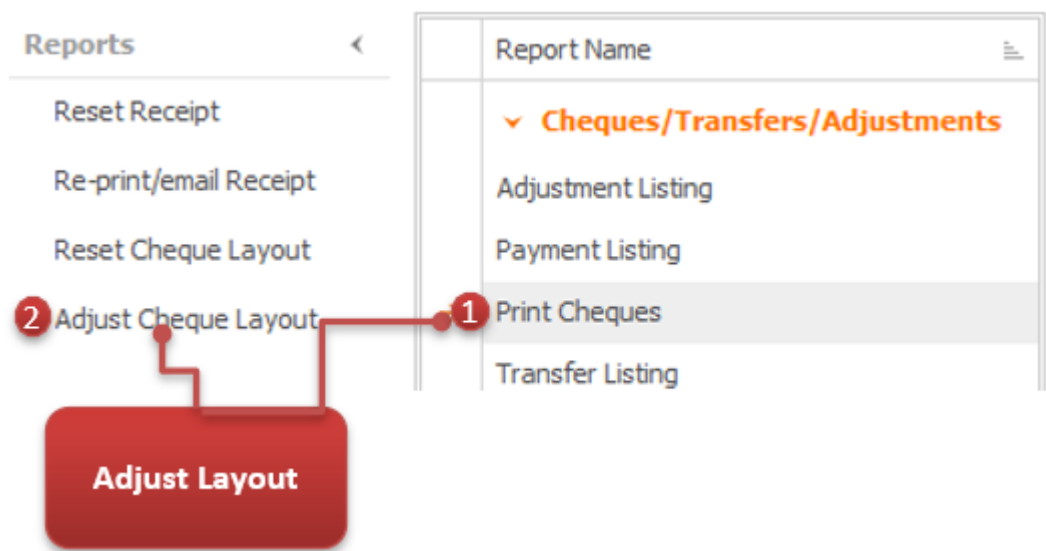 Reports
Reset Receipt
Re-print/email Receipt
Reset Cheque Layout
2 Adjust Cheque Layout
Report Name
Cheques/Transfers/Adjustments
Adjustment Listing
Payment Listing
1 Print Cheques
Transfer Listing
Adjust Layout